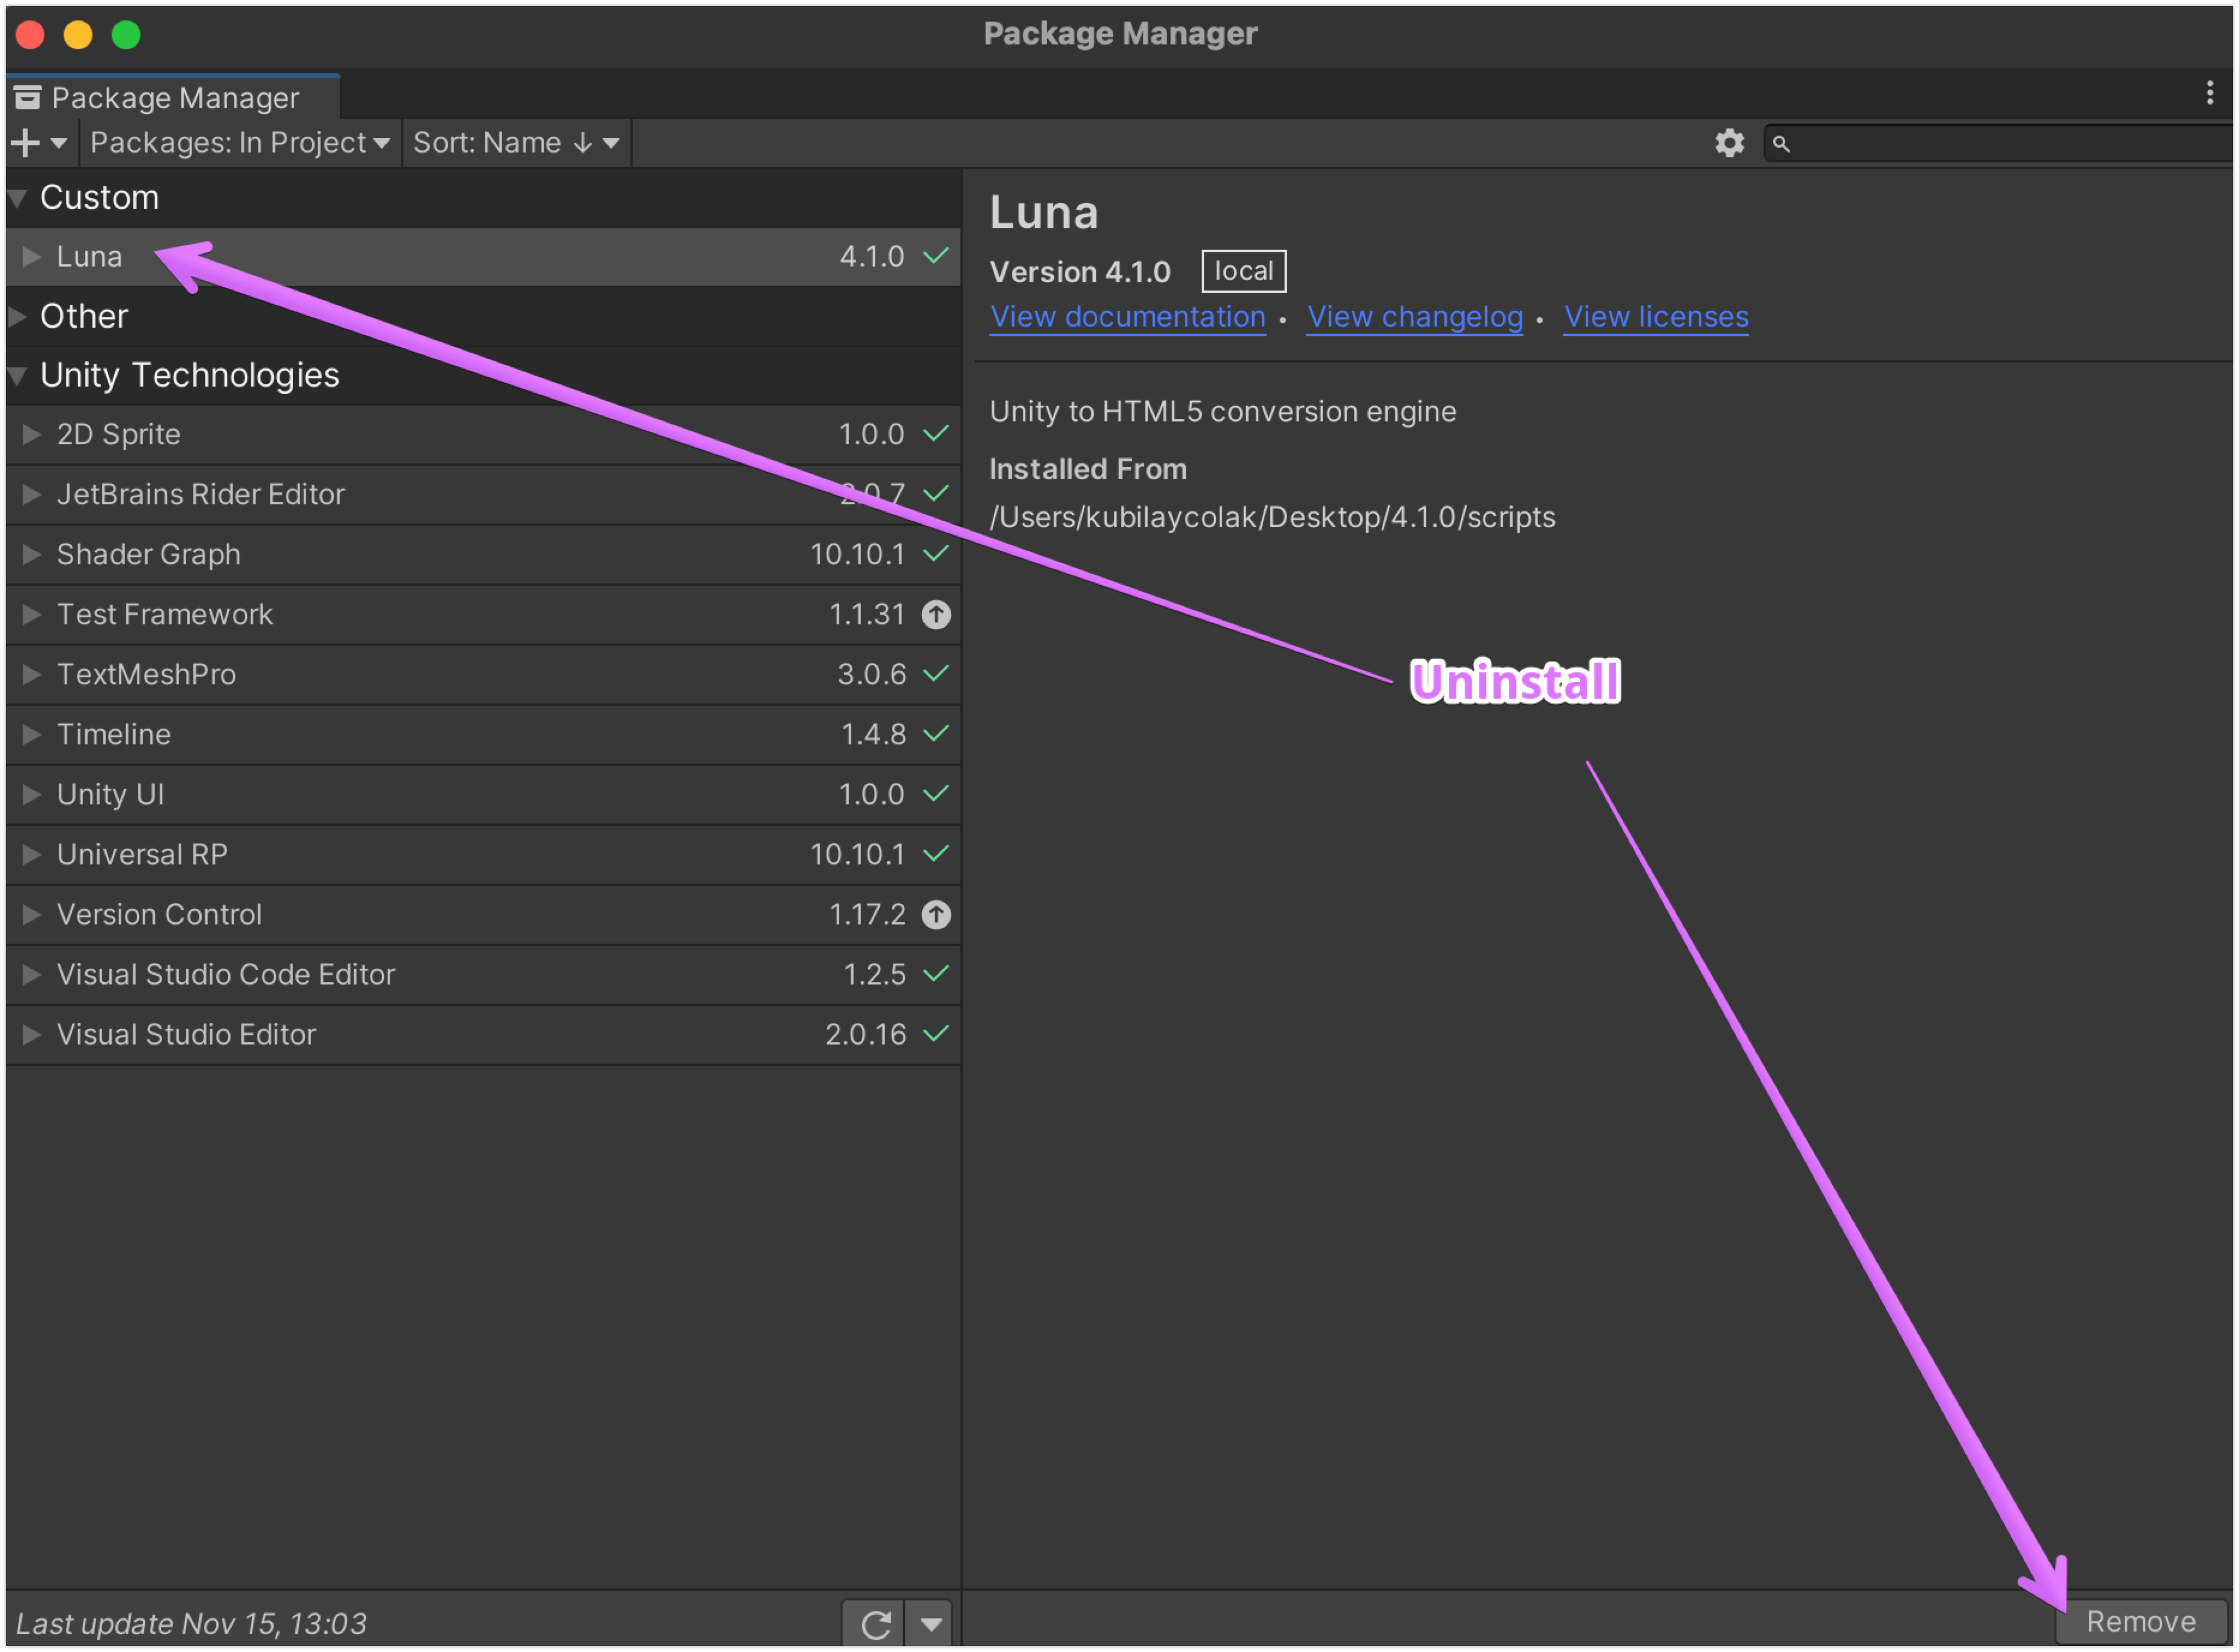 Package Manager
Package Manager
Packages: In Project
Sort: Name ↓
Custom
Luna 4.1.0
Other
Unity Technologies
2D Sprite 1.0.0
JetBrains Rider Editor 2.0.7
Shader Graph 10.10.1
Test Framework 1.1.31
TextMeshPro 3.0.6
Timeline 1.4.8
Unity UI 1.0.0
Universal RP 10.10.1
Version Control 1.17.2
Visual Studio Code Editor 1.2.5
Visual Studio Editor 2.0.16
Last update Nov 15, 13:03
Luna
Version 4.1.0 local
View documentation • View changelog • View licenses
Unity to HTML5 conversion engine
Installed From
/Users/kubilaycolak/Desktop/4.1.0/scripts
Uninstall
Remove